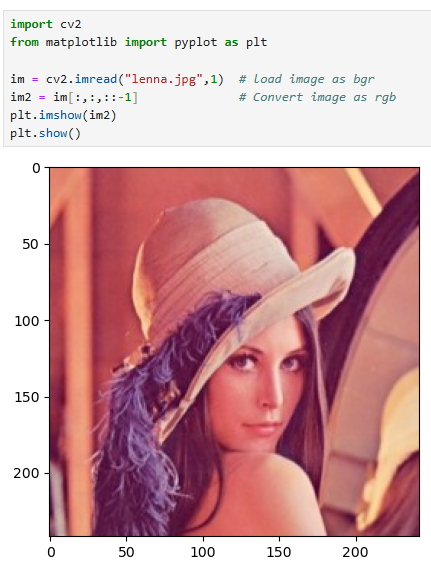 import cv2
from matplotlib import pyplot as plt
im = cv2.imread("lenna.jpg",1)  # load image as bgr
im2 = im[:,:,::-1]              # Convert image as rgb
plt.imshow(im2)
plt.show()
0
50
100
150
200
0 50 100 150 200